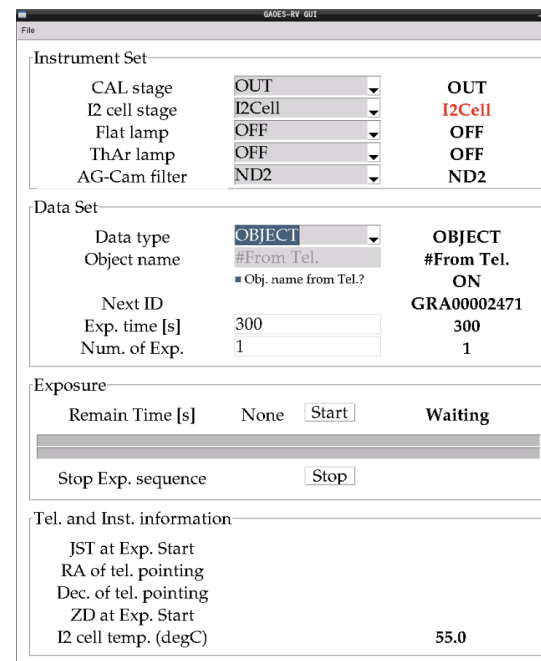 GAOES-RV GUI
File
Instrument Set
CAL stage OUT OUT
I2 cell stage I2Cell I2Cell
Flat lamp OFF OFF
ThAr lamp OFF OFF
AG-Cam filter ND2 ND2
Data Set
Data type OBJECT OBJECT
Object name #From Tel. #From Tel.
Obj. name from Tel.? ON
Next ID GRA00002471
Exp. time [s] 300 300
Num. of Exp. 1 1
Exposure
Remain Time [s] None Start Waiting
Stop Exp. sequence Stop
Tel. and Inst. information
JST at Exp. Start
RA of tel. pointing
Dec. of tel. pointing
ZD at Exp. Start
I2 cell temp. (degC) 55.0